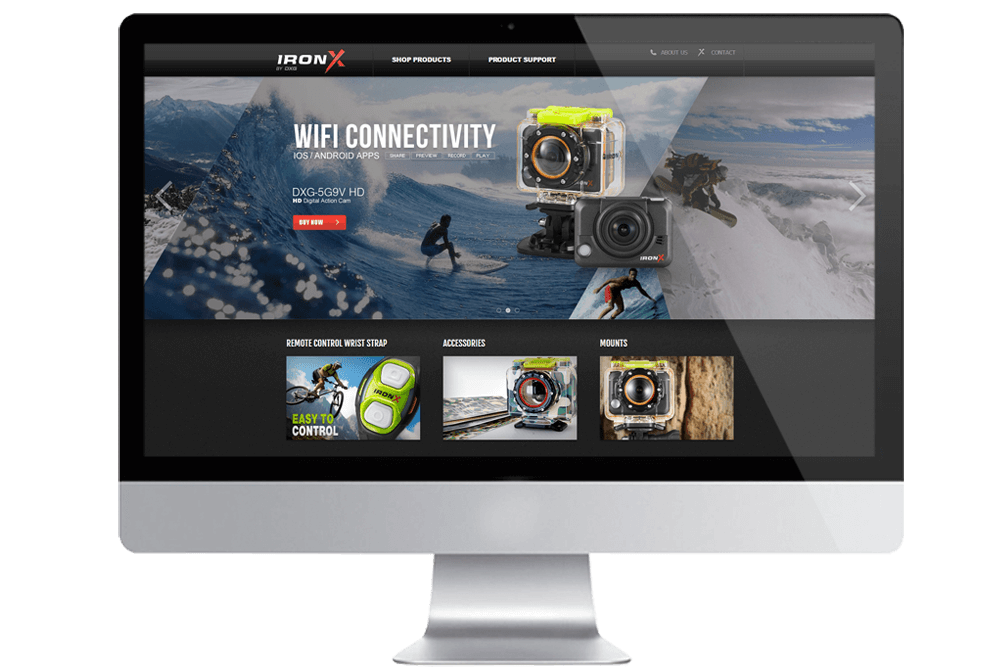 IRONX
BY DXG
SHOP PRODUCTS
PRODUCT SUPPORT
ABOUT US
CONTACT
WIFI CONNECTIVITY
IOS / ANDROID APPS
SHARE
PREVIEW
RECORD
PLAY
DXG-5G9V HD
HD Digital Action Cam
BUY NOW
IRONX
REMOTE CONTROL WRIST STRAP
ACCESSORIES
MOUNTS
IRONX
EASY TO
CONTROL